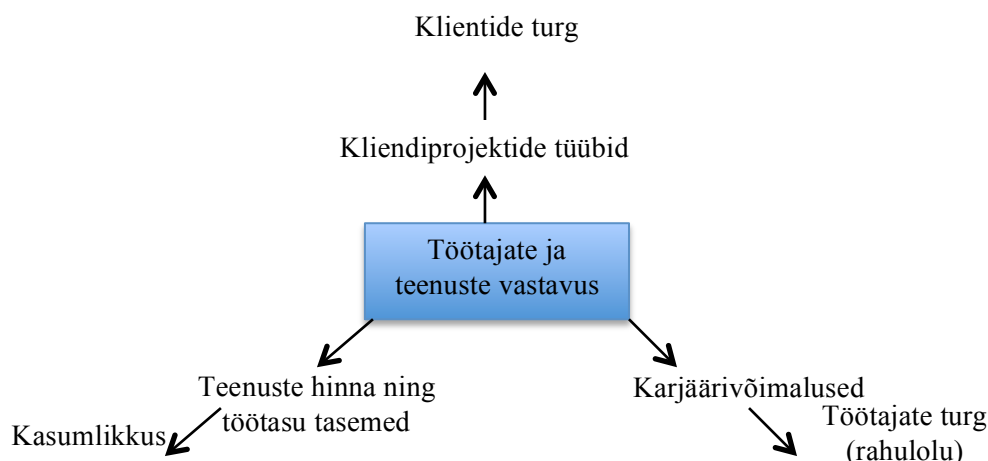 Klientide turg
Kliendiprojektide tüübid
Töötajate ja
teenuste vastavus
Teenuste hinna ning
töötasu tasemed
Kasumlikkus
Karjäärivõimalused
Töötajate turg
(rahulolu)